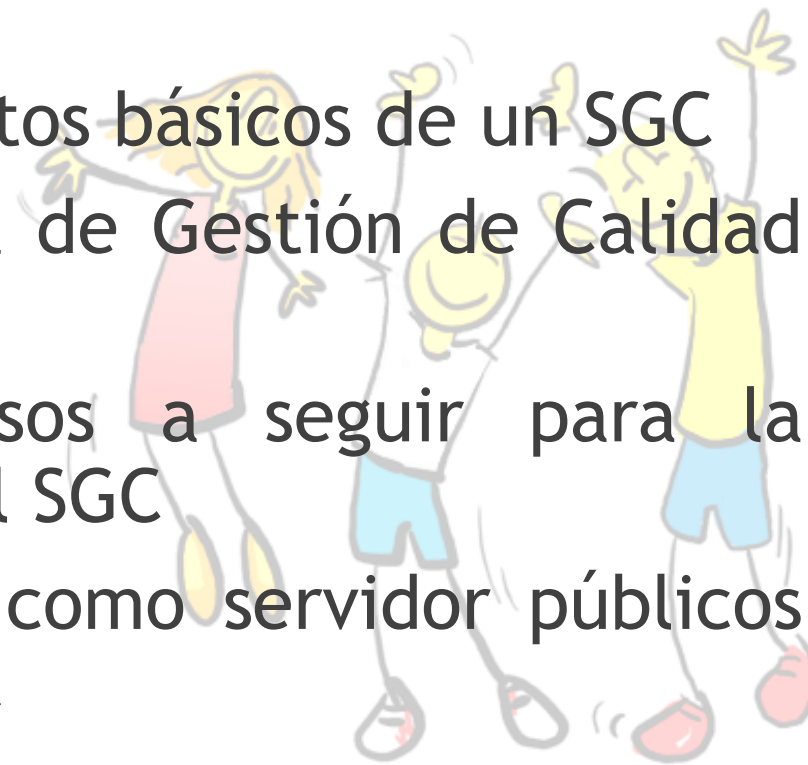 tos básicos de un SGC
de Gestión de Calidad
sos a seguir para la
l SGC
como servidor públicos